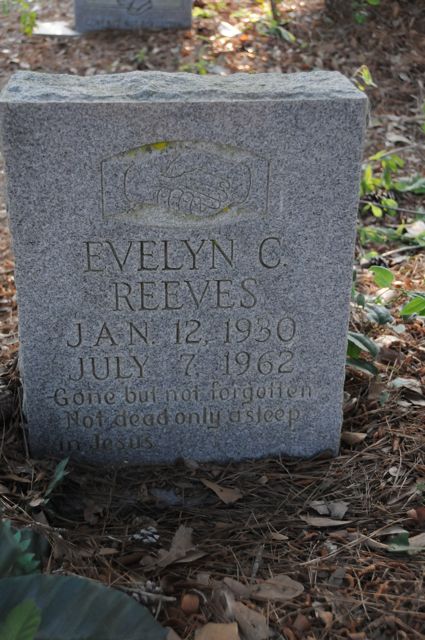 EVELYN C.
REEVES
JAN. 12, 1930
JULY 7, 1962
Gone but not forgotten
Not dead only asleep
in Jesus.